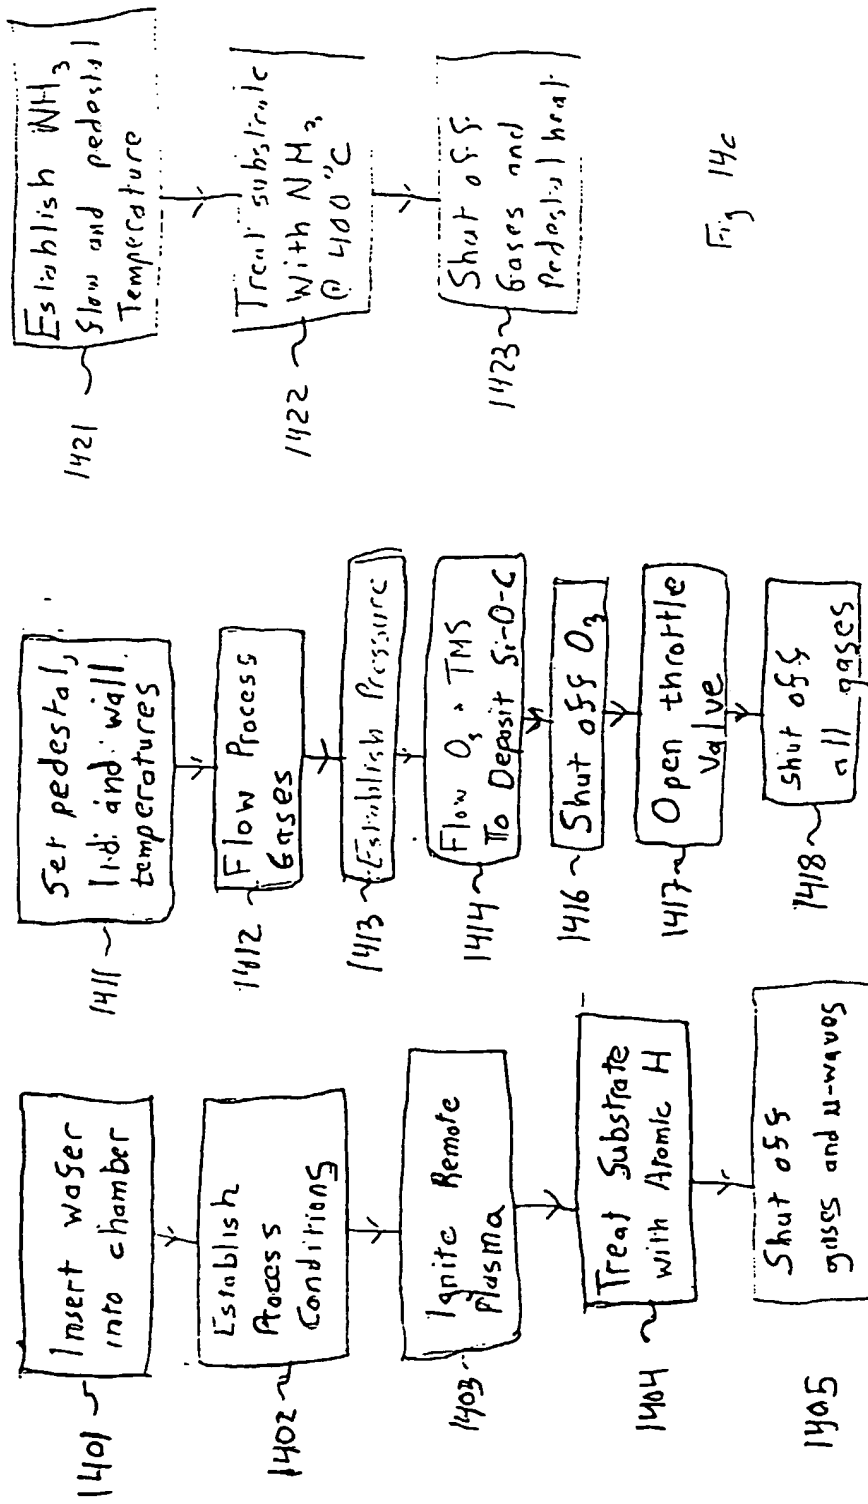 1401
Insert wafer
into chamber
1402
Establish
Process
Conditions
1403
Ignite Remote
Plasma
1404
Treat Substrate
with Atomic H
1405
Shut off
gases and μ-waves
1411
Set pedestal,
lid and wall
temperatures
1412
Flow Process
Gases
1413
Establish Pressure
1414
Flow O3 + TMS
To Deposit Si-O-C
1416
Shut off O3
1417
Open throttle
Valve
1418
Shut off
all gases
1421
Establish NH3
flow and pedestal
Temperature
1422
Treat substrate
With NH3
@ 400 °C
1423
Shut off
Gases and
Pedestal heat
Fig 14c